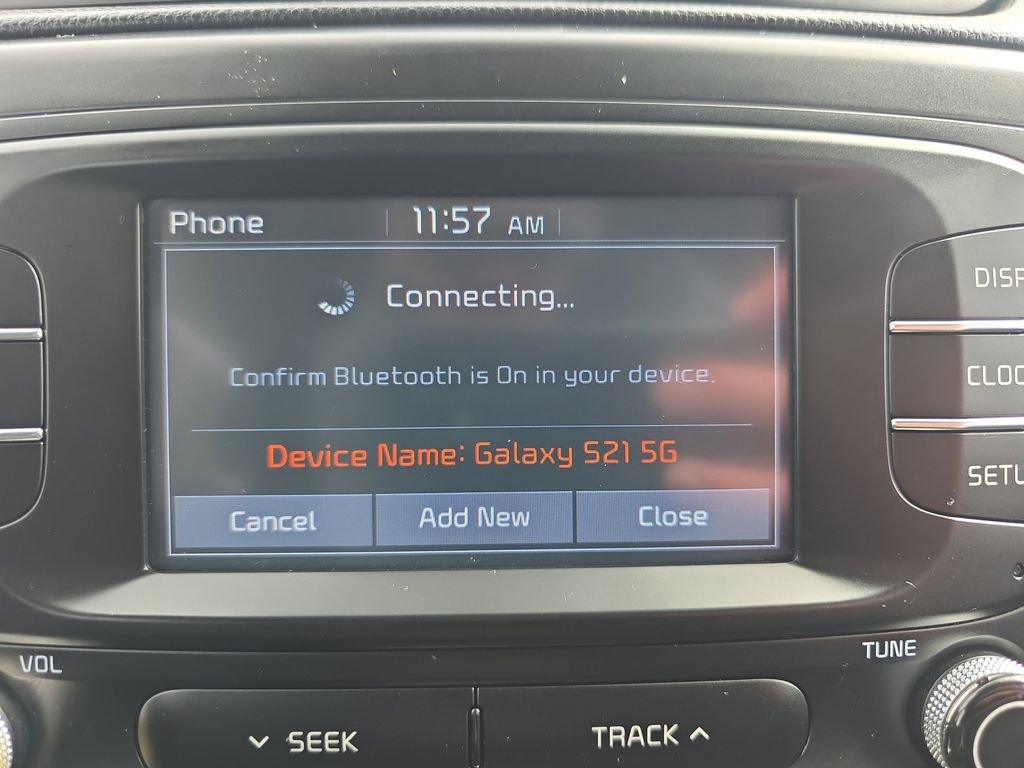 Phone 11:57 AM
Connecting...
Confirm Bluetooth is On in your device.
Device Name: Galaxy S21 5G
Cancel Add New Close
VOL
TUNE
SEEK
TRACK